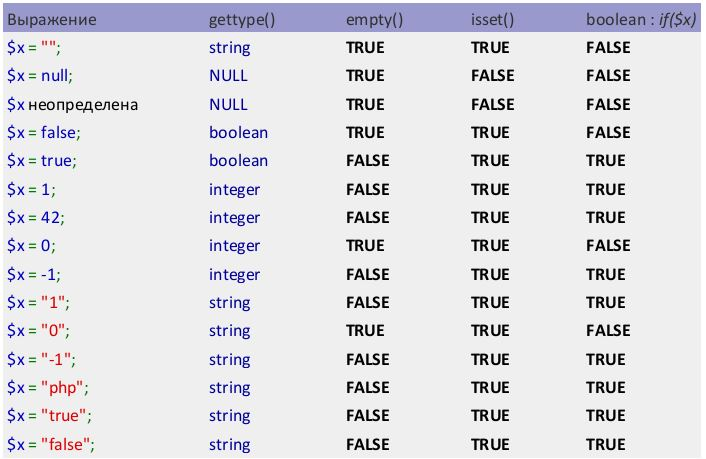 Выражение gettype() empty() isset() boolean : if($x)
$x = ""; string TRUE TRUE FALSE
$x = null; NULL TRUE FALSE FALSE
$x неопределена NULL TRUE FALSE FALSE
$x = false; boolean TRUE TRUE FALSE
$x = true; boolean FALSE TRUE TRUE
$x = 1; integer FALSE TRUE TRUE
$x = 42; integer FALSE TRUE TRUE
$x = 0; integer TRUE TRUE FALSE
$x = -1; integer FALSE TRUE TRUE
$x = "1"; string FALSE TRUE TRUE
$x = "0"; string TRUE TRUE FALSE
$x = "-1"; string FALSE TRUE TRUE
$x = "php"; string FALSE TRUE TRUE
$x = "true"; string FALSE TRUE TRUE
$x = "false"; string FALSE TRUE TRUE